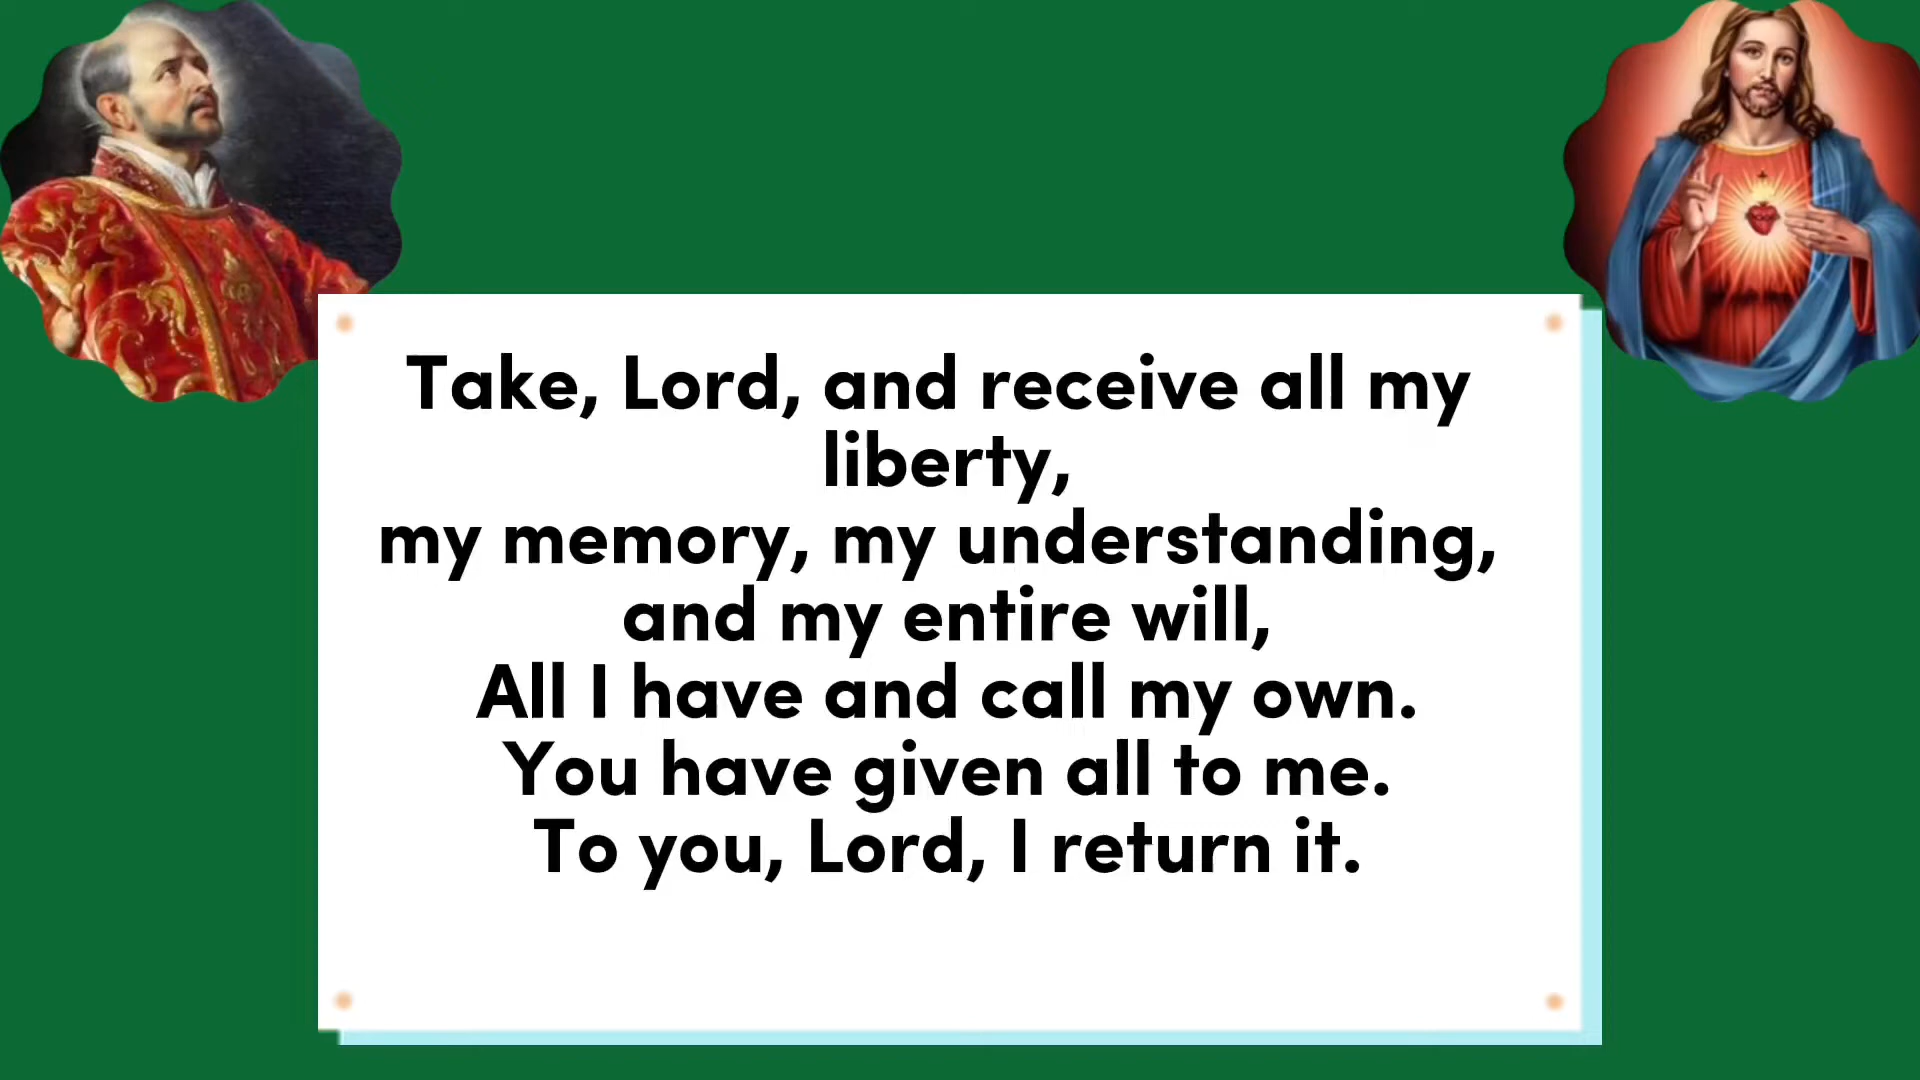 Take, Lord, and receive all my
liberty,
my memory, my understanding,
and my entire will,
All I have and call my own.
You have given all to me.
To you, Lord, I return it.